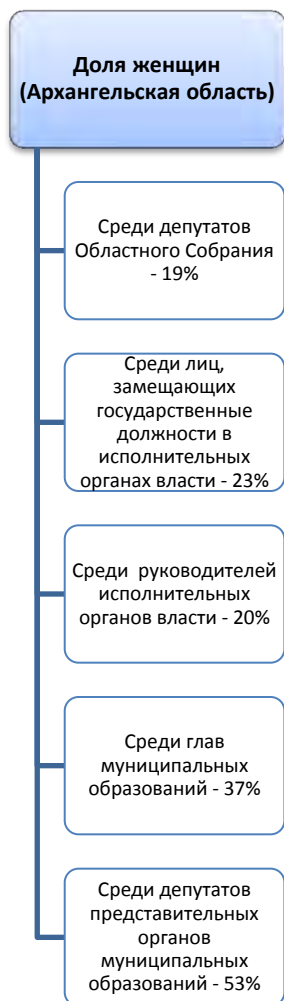 Доля женщин
(Архангельская область)
Среди депутатов
Областного Собрания
- 19%
Среди лиц,
замещающих
государственные
должности в
исполнительных
органах власти - 23%
Среди руководителей
исполнительных
органов власти - 20%
Среди глав
муниципальных
образований - 37%
Среди депутатов
представительных
органов
муниципальных
образований - 53%